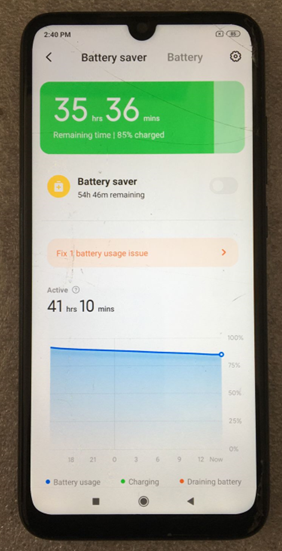 2:40 PM 85
Battery saver Battery
35 hrs 36 mins
Remaining time | 85% charged
Battery saver
54h 46m remaining
Fix 1 battery usage issue
Active ?
41 hrs 10 mins
100%
75%
50%
25%
0%
18 21 0 3 6 9 12 Now
Battery usage Charging Draining battery